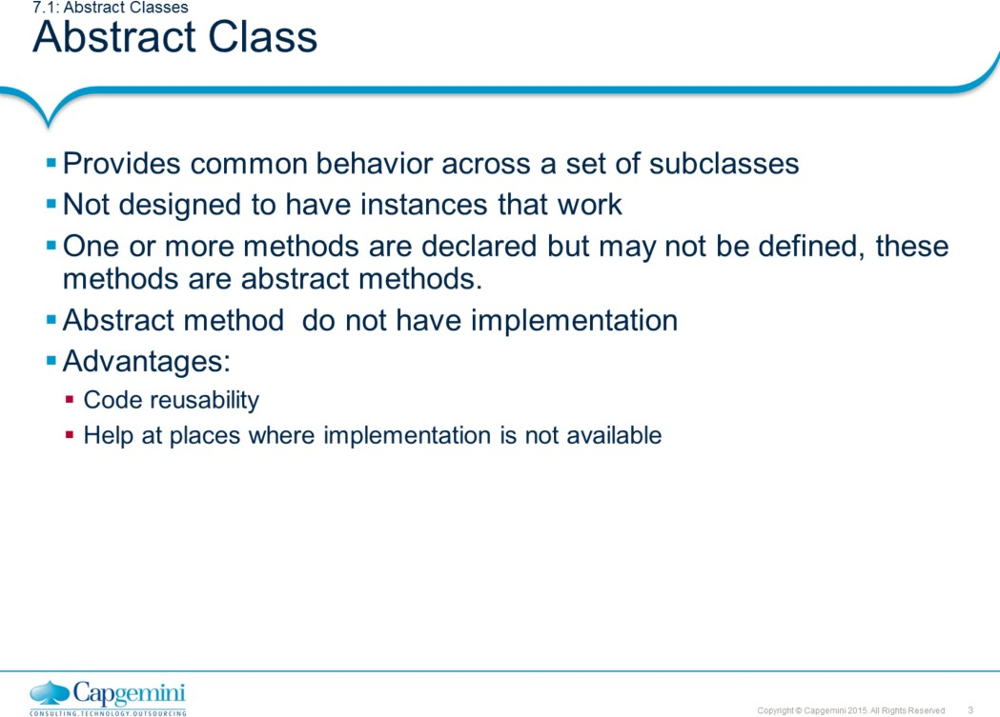 7.1: Abstract Classes
Abstract Class
Provides common behavior across a set of subclasses
Not designed to have instances that work
One or more methods are declared but may not be defined, these
methods are abstract methods.
Abstract method  do not have implementation
Advantages:
Code reusability
Help at places where implementation is not available
Capgemini
CONSULTING.TECHNOLOGY.OUTSOURCING
Copyright © Capgemini 2015. All Rights Reserved 3